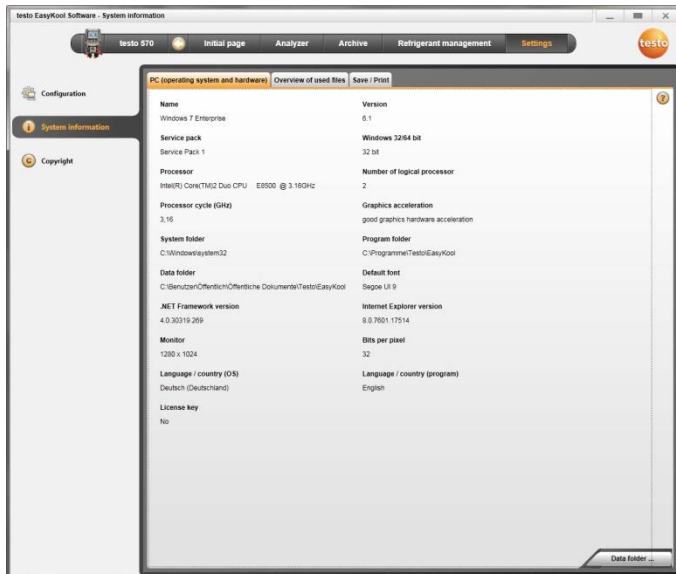 testo EasyKool Software - System information
testo 570 Initial page Analyzer Archive Refrigerant management Settings
testo
Configuration
System information
Copyright
PC (operating system and hardware) Overview of used files Save / Print
Name Version
Windows 7 Enterprise 6.1
Service pack Windows 32/64 bit
Service Pack 1 32 bit
Processor Number of logical processor
Intel(R) Core(TM)2 Duo CPU E8500 @ 3.16GHz 2
Processor cycle (GHz) Graphics acceleration
3,16 good graphics hardware acceleration
System folder Program folder
C:\Windows\system32 C:\Programme\Testo\EasyKool
Data folder Default font
C:\Benutzer\Öffentlich\Öffentliche Dokumente\Testo\EasyKool Segoe UI 9
.NET Framework version Internet Explorer version
4.0.30319.269 8.0.7601.17514
Monitor Bits per pixel
1280 x 1024 32
Language / country (OS) Language / country (program)
Deutsch (Deutschland) English
License key
No
Data folder ...